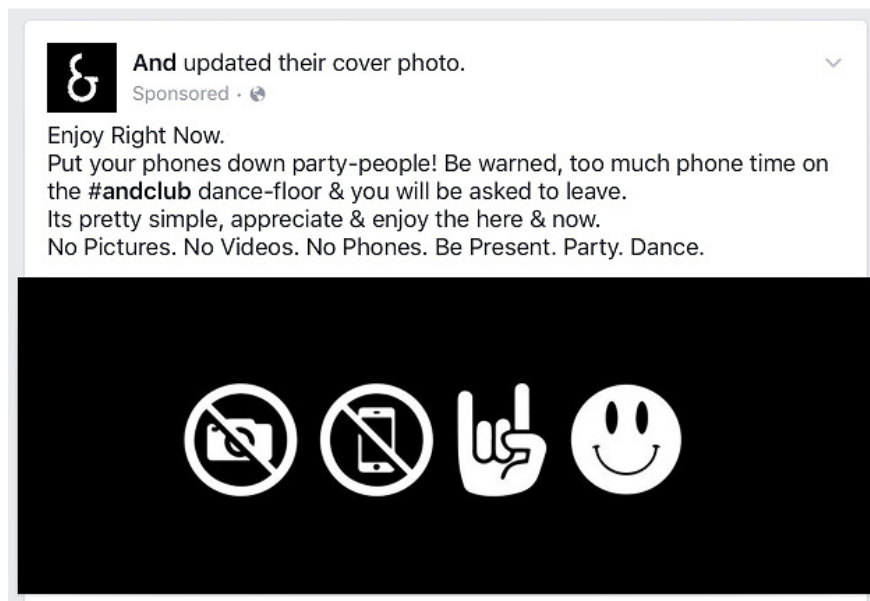 &
And updated their cover photo.
Sponsored ·
Enjoy Right Now.
Put your phones down party-people! Be warned, too much phone time on
the #andclub dance-floor & you will be asked to leave.
Its pretty simple, appreciate & enjoy the here & now.
No Pictures. No Videos. No Phones. Be Present. Party. Dance.